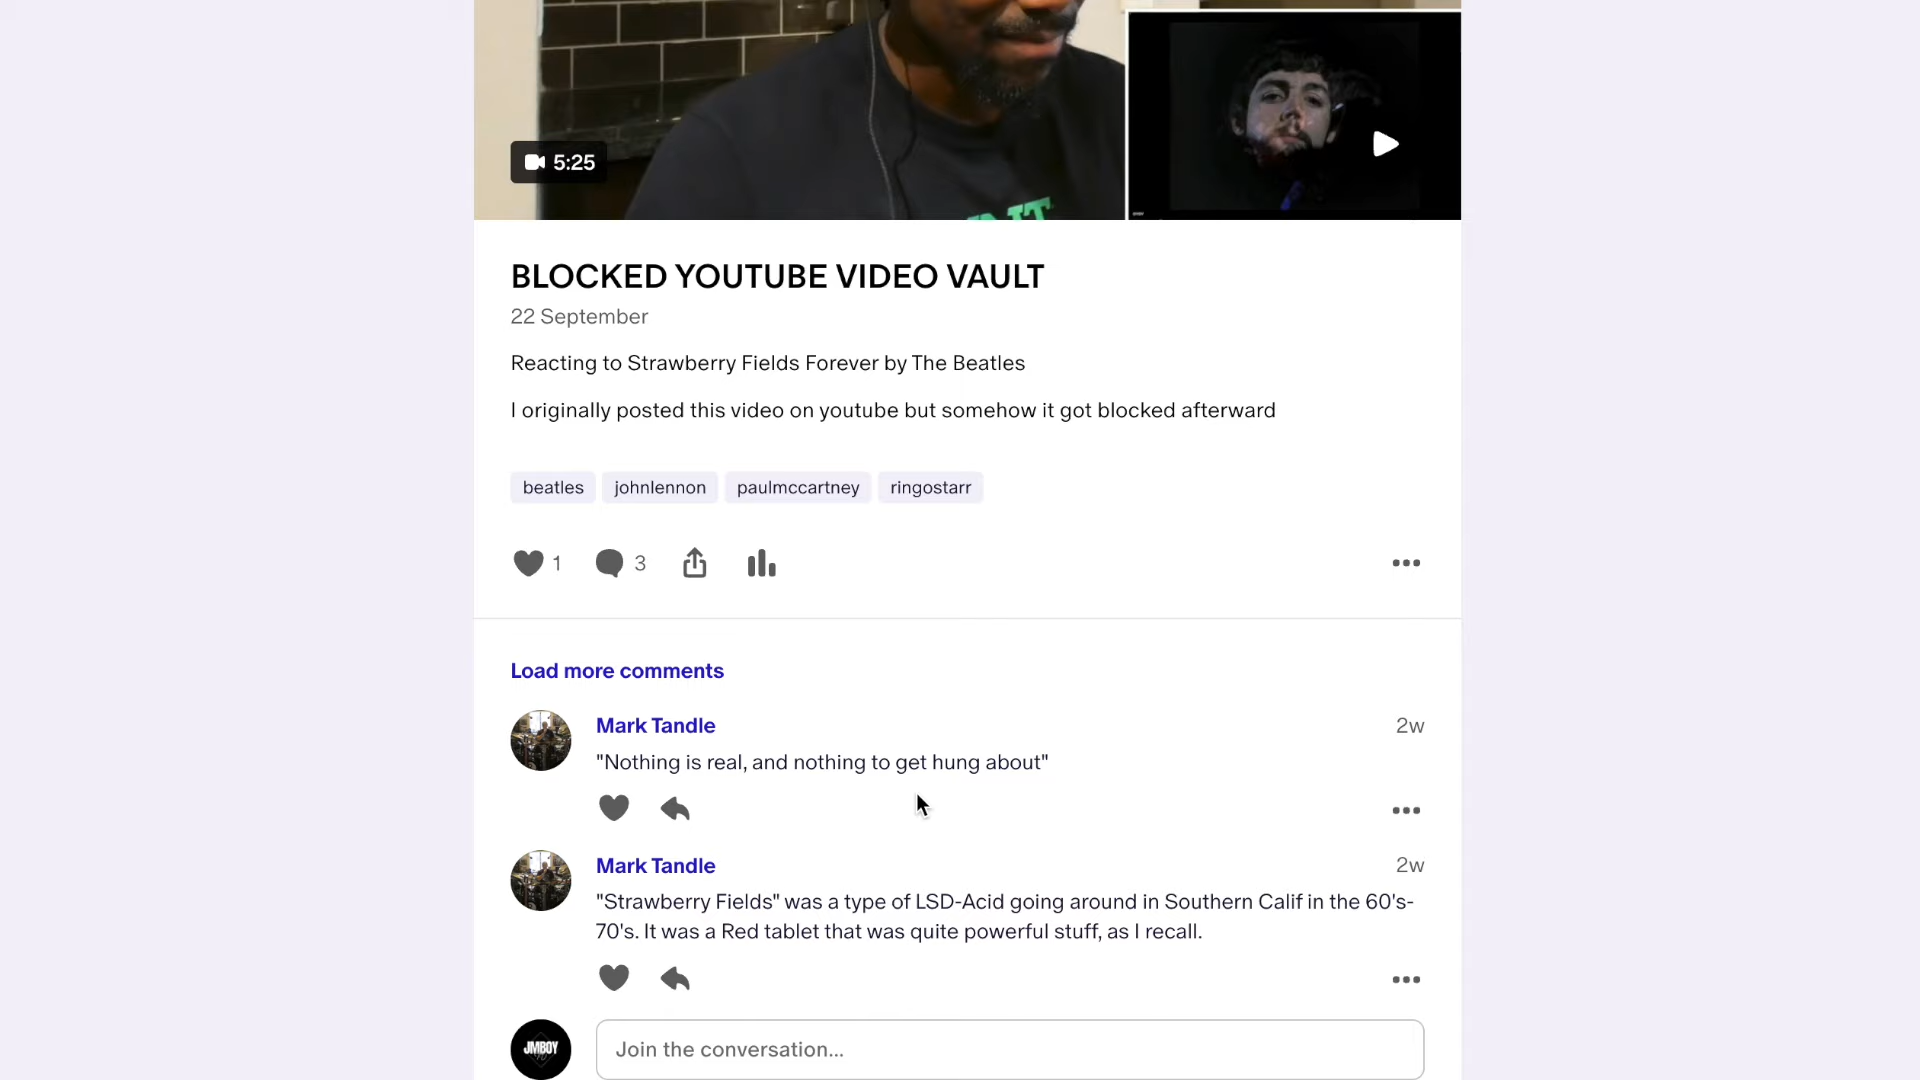 5:25
BLOCKED YOUTUBE VIDEO VAULT
22 September
Reacting to Strawberry Fields Forever by The Beatles
I originally posted this video on youtube but somehow it got blocked afterward
beatles johnlennon paulmccartney ringostarr
1 3
Load more comments
Mark Tandle 2w
"Nothing is real, and nothing to get hung about"
Mark Tandle 2w
"Strawberry Fields" was a type of LSD-Acid going around in Southern Calif in the 60's-
70's. It was a Red tablet that was quite powerful stuff, as I recall.
JMBOY
Join the conversation...